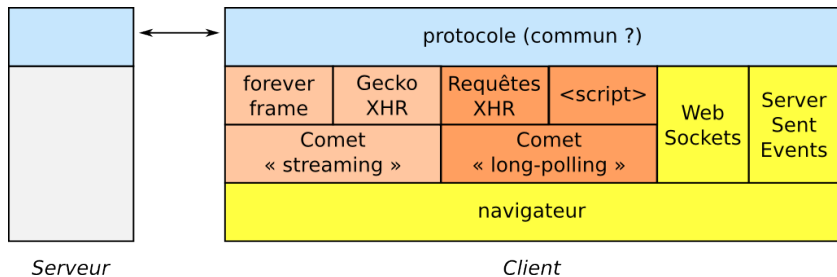 protocole (commun ?)
forever
frame
Gecko
XHR
Requêtes
XHR
<script>
Web
Sockets
Server
Sent
Events
Comet
« streaming »
Comet
« long-polling »
navigateur
Serveur
Client